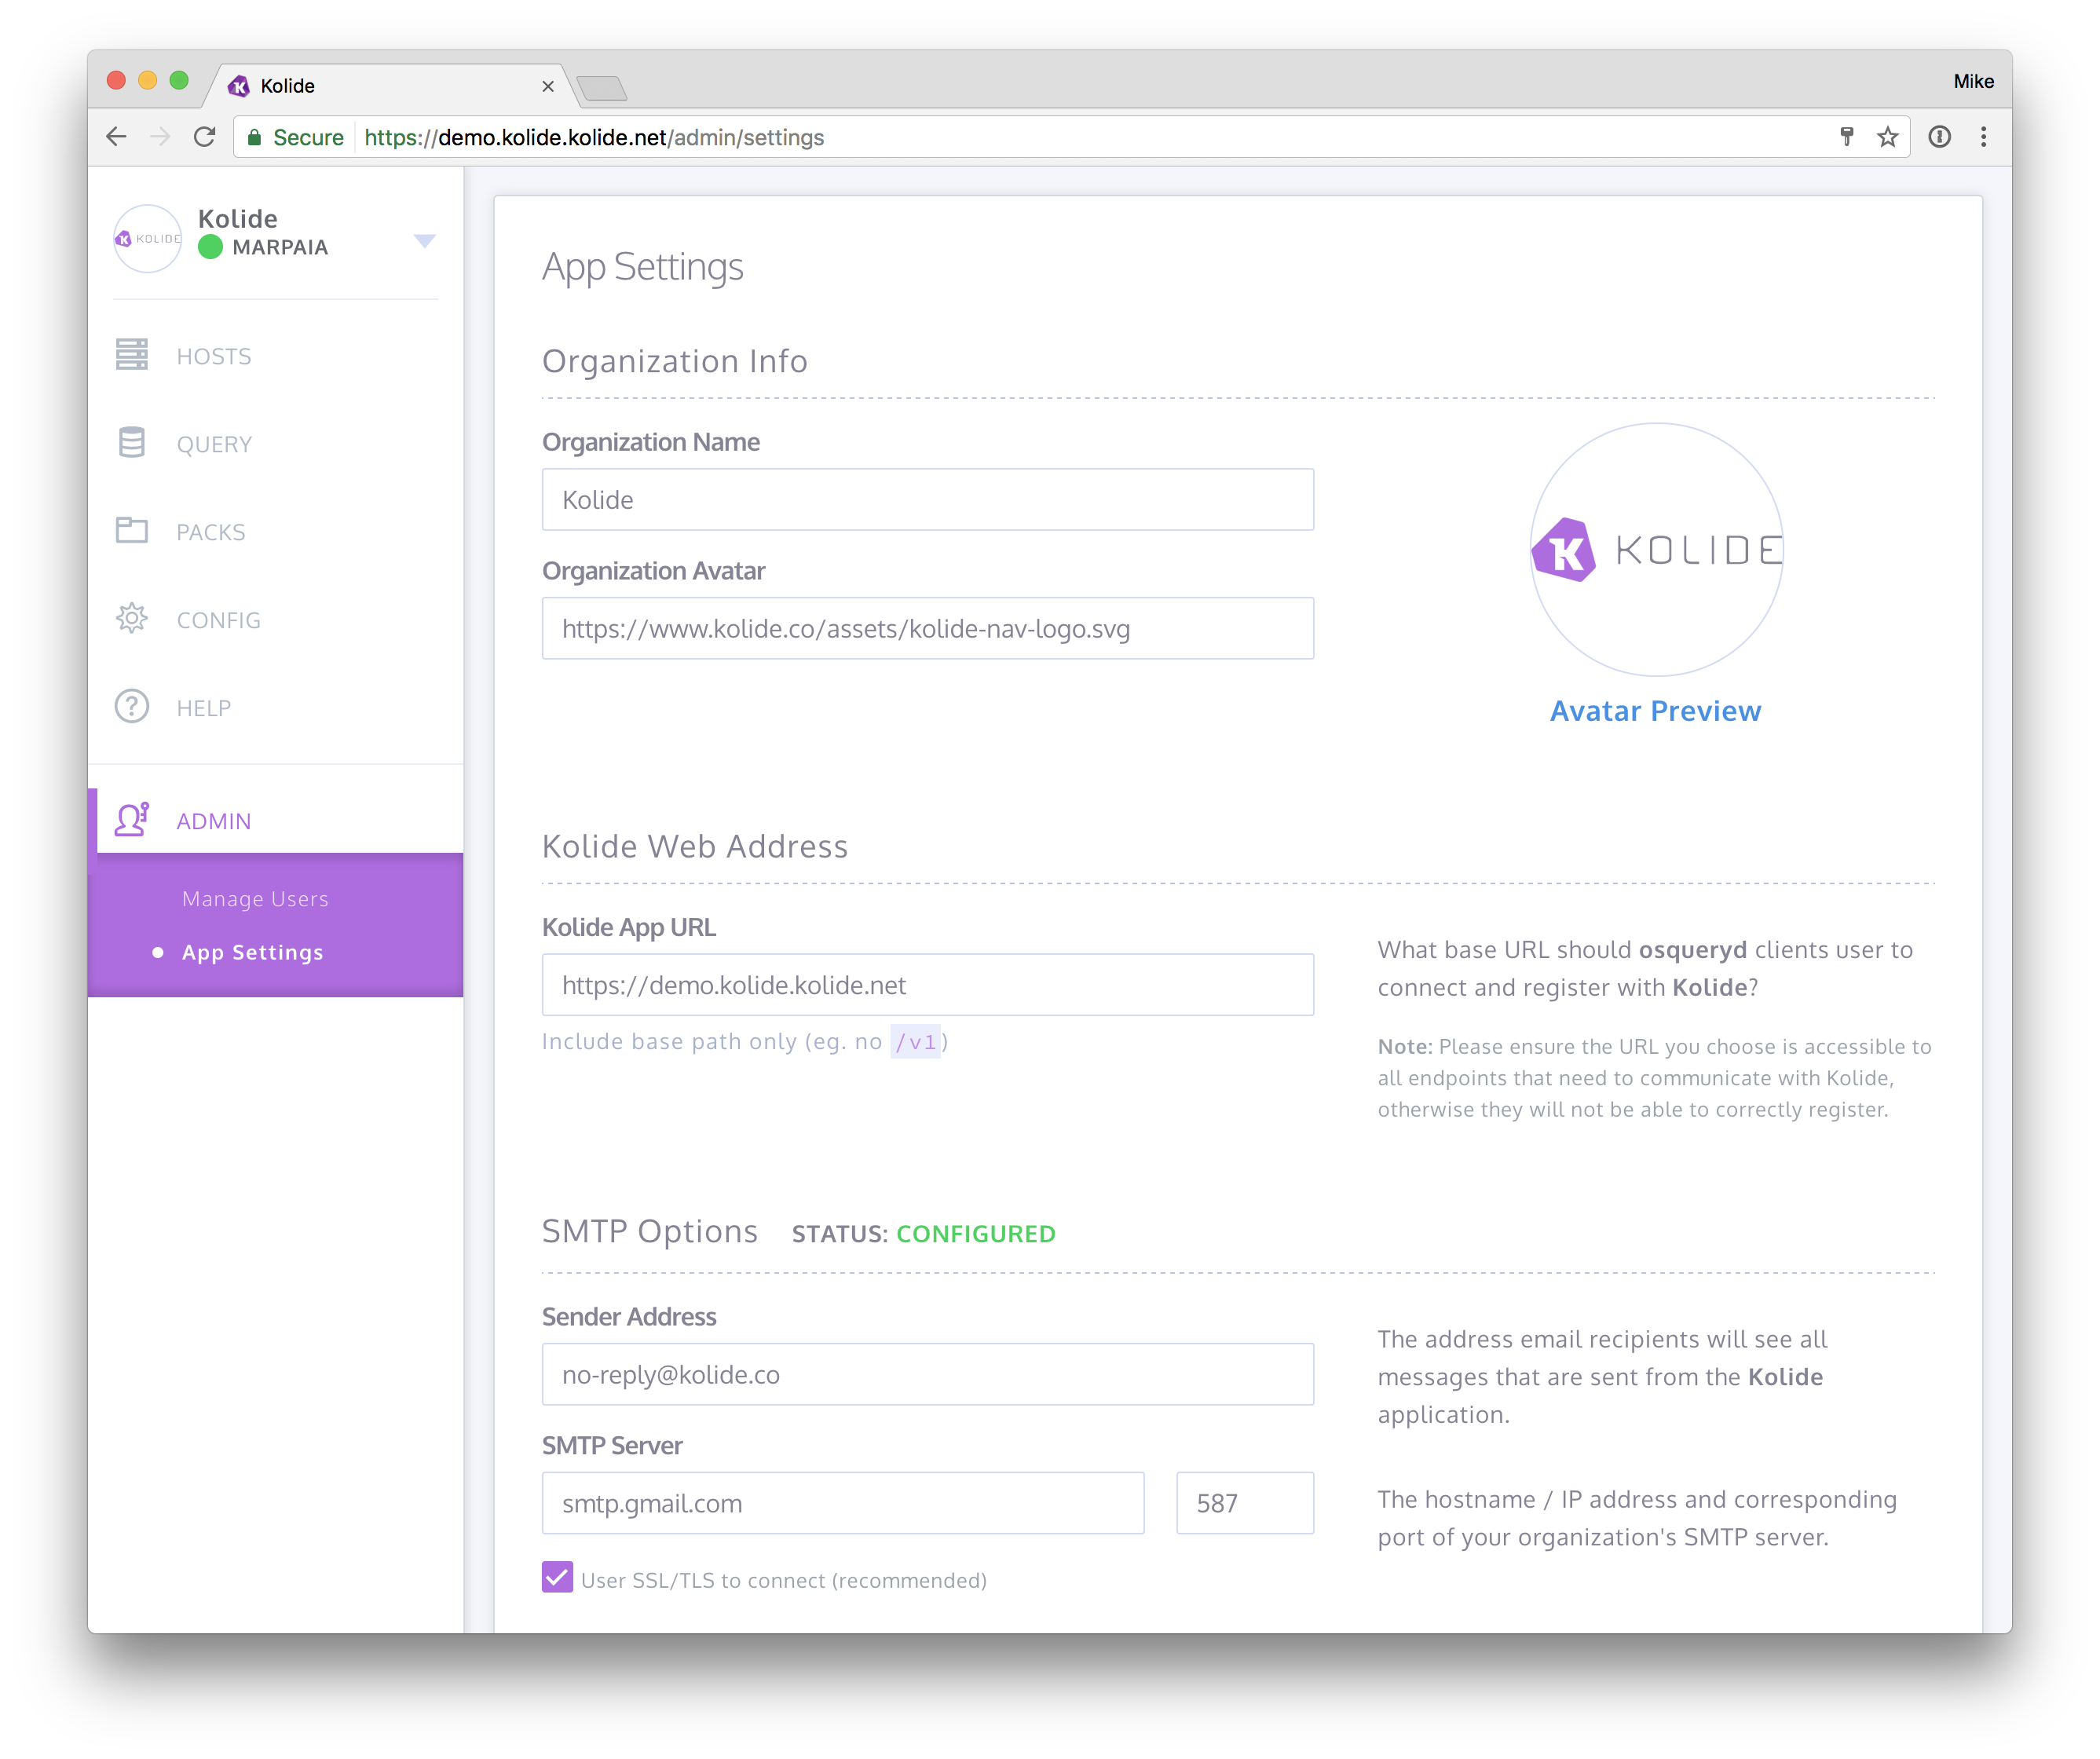 Kolide
Mike
Secure https://demo.kolide.kolide.net/admin/settings
KOLIDE
Kolide
MARPAIA
HOSTS
QUERY
PACKS
CONFIG
HELP
ADMIN
Manage Users
App Settings
App Settings
Organization Info
Organization Name
Kolide
Organization Avatar
https://www.kolide.co/assets/kolide-nav-logo.svg
K KOLIDE
Avatar Preview
Kolide Web Address
Kolide App URL
https://demo.kolide.kolide.net
Include base path only (eg. no /v1)
What base URL should osqueryd clients user to
connect and register with Kolide?
Note: Please ensure the URL you choose is accessible to
all endpoints that need to communicate with Kolide,
otherwise they will not be able to correctly register.
SMTP Options STATUS: CONFIGURED
Sender Address
no-reply@kolide.co
The address email recipients will see all
messages that are sent from the Kolide
application.
SMTP Server
smtp.gmail.com 587
The hostname / IP address and corresponding
port of your organization's SMTP server.
User SSL/TLS to connect (recommended)